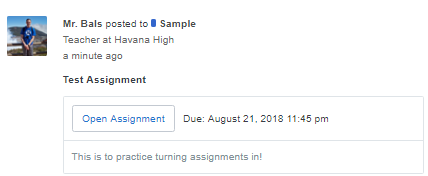 Mr. Bals posted to Sample
Teacher at Havana High
a minute ago
Test Assignment
Open Assignment Due: August 21, 2018 11:45 pm
This is to practice turning assignments in!